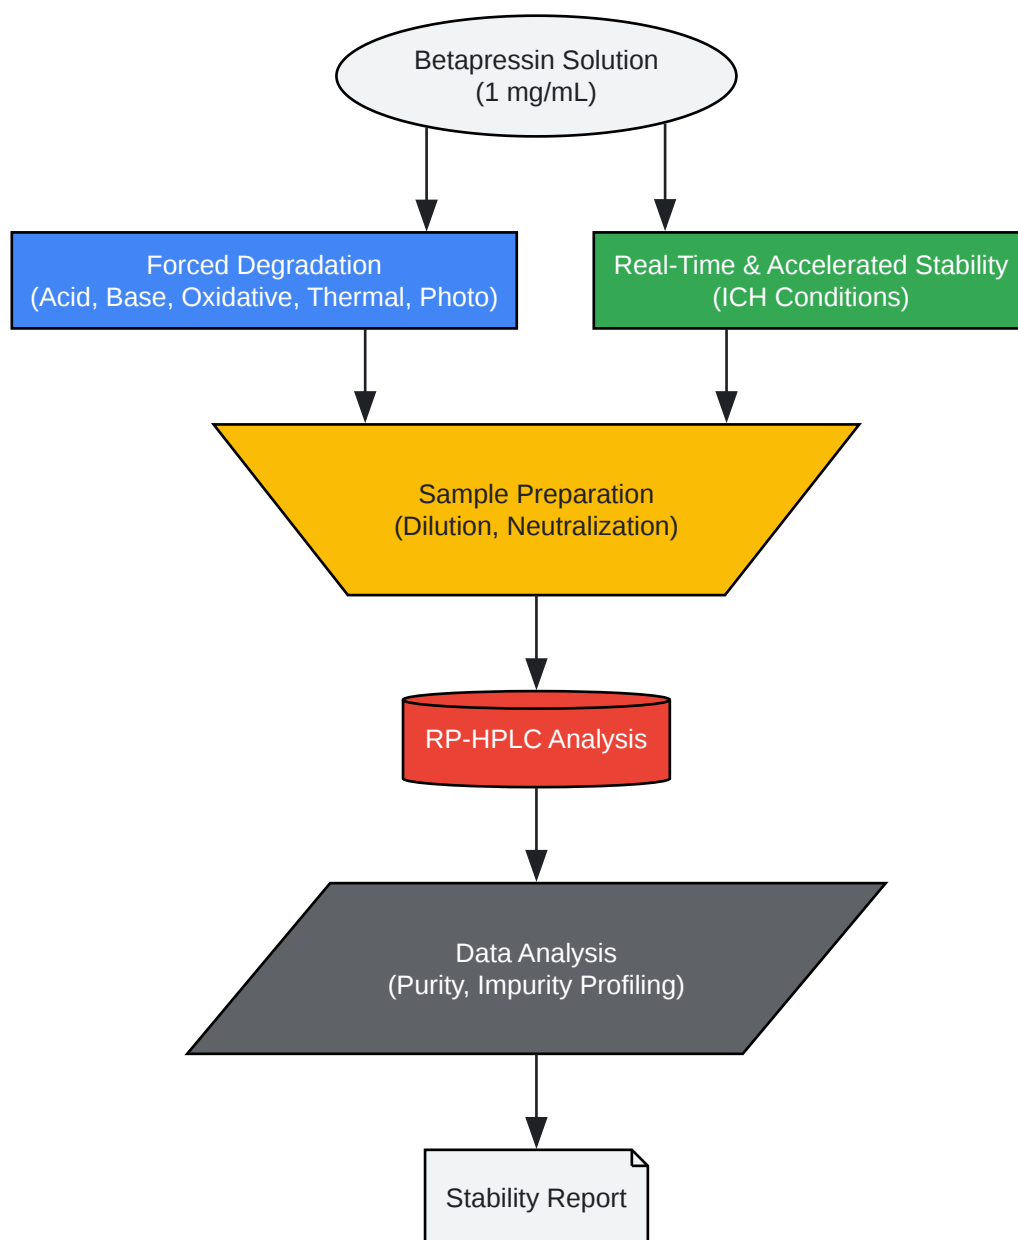 Betapressin Solution
(1 mg/mL)
Forced Degradation
(Acid, Base, Oxidative, Thermal, Photo)
Real-Time & Accelerated Stability
(ICH Conditions)
Sample Preparation
(Dilution, Neutralization)
RP-HPLC Analysis
Data Analysis
(Purity, Impurity Profiling)
Stability Report